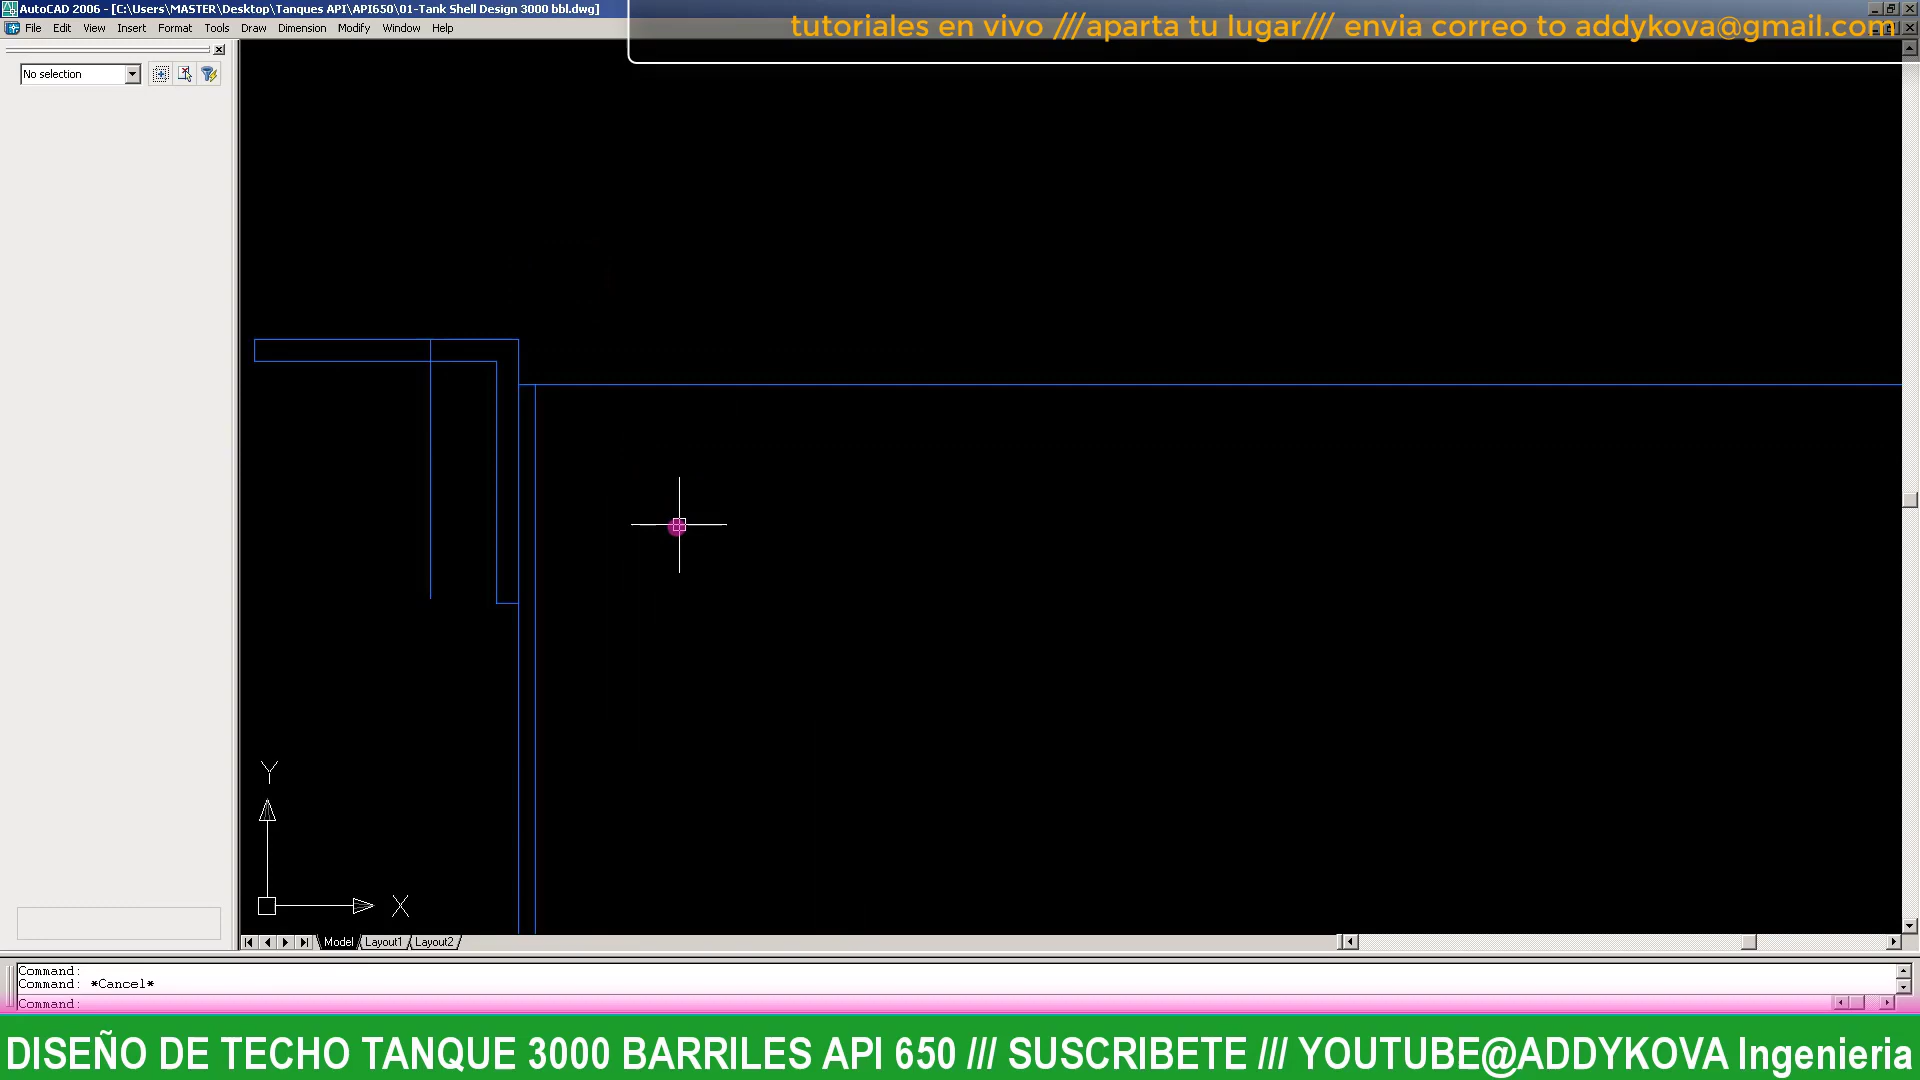 AutoCAD 2006 - [C:\Users\MASTER\Desktop\Tanques API\API650\01-Tank Shell Design 3000 bbl.dwg]
tutoriales en vivo ///aparta tu lugar/// envia correo to addykova@gmail.com
File Edit View Insert Format Tools Draw Dimension Modify Window Help
No selection
Y
X
Model Layout1 Layout2
Command:
Command: *Cancel*
Command:
DISEÑO DE TECHO TANQUE 3000 BARRILES API 650 /// SUSCRIBETE /// YOUTUBE@ADDYKOVA Ingenieria